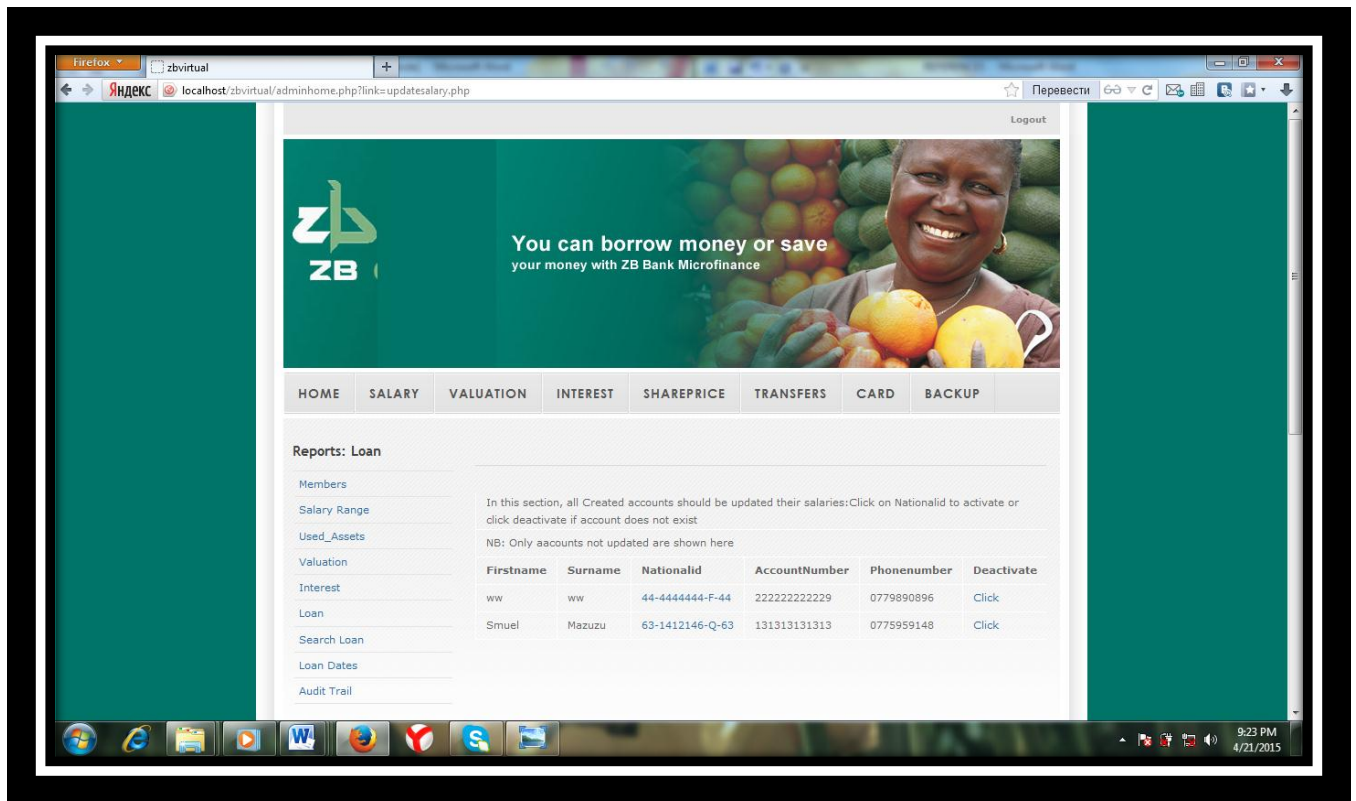 Firefox
zbvirtual
Яндекс localhost/zbvirtual/adminhome.php?link=updatesalary.php Перевести
Logout
zb
ZB
You can borrow money or save
your money with ZB Bank Microfinance
HOME SALARY VALUATION INTEREST SHAREPRICE TRANSFERS CARD BACKUP
Reports: Loan
Members
Salary Range
Used_Assets
Valuation
Interest
Loan
Search Loan
Loan Dates
Audit Trail
In this section, all Created accounts should be updated their salaries:Click on Nationalid to activate or
click deactivate if account does not exist
NB: Only aacounts not updated are shown here
Firstname Surname Nationalid AccountNumber Phonenumber Deactivate
ww ww 44-4444444-F-44 222222222229 0779890896 Click
Smuel Mazuzu 63-1412146-Q-63 131313131313 0775959148 Click
9:23 PM
4/21/2015